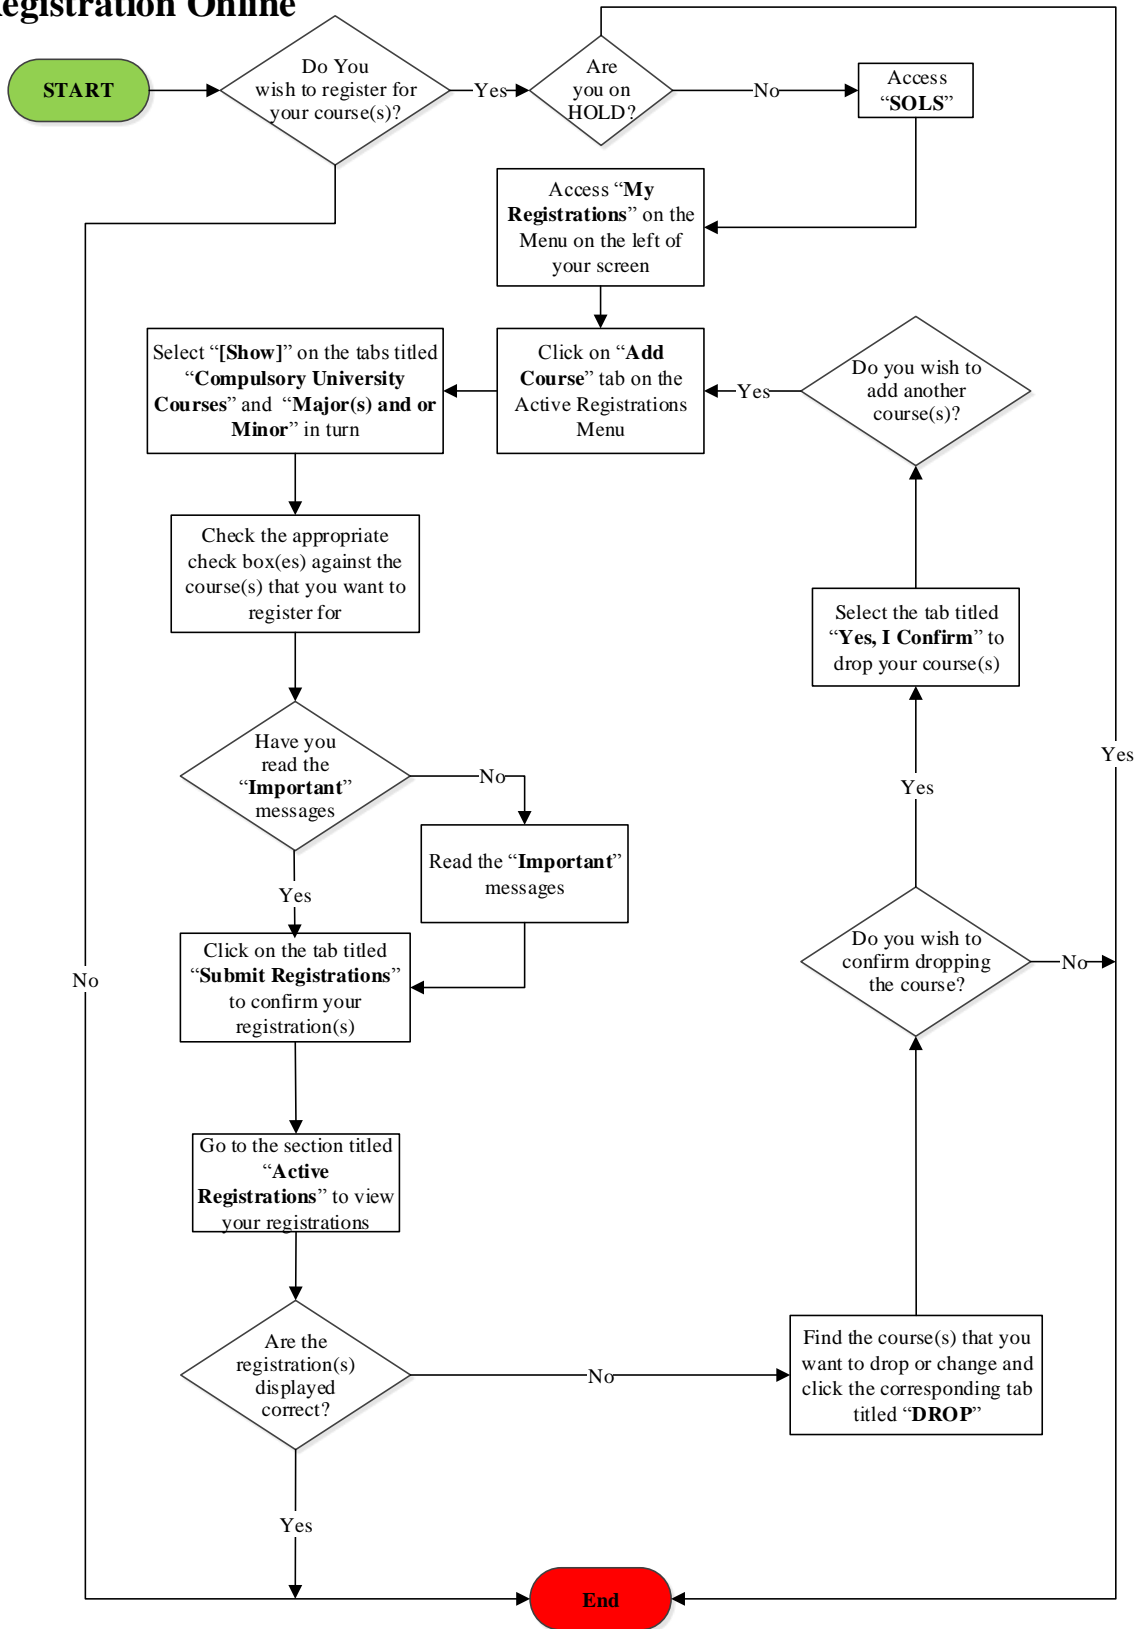 Registration Online
START
Do You
wish to register for
your course(s)?
Yes
Are
you on
HOLD?
No
Access
“SOLS”
Access “My
Registrations” on the
Menu on the left of
your screen
Select “[Show]” on the tabs titled
“Compulsory University
Courses” and “Major(s) and or
Minor” in turn
Click on “Add
Course” tab on the
Active Registrations
Menu
Yes
Do you wish to
add another
course(s)?
Check the appropriate
check box(es) against the
course(s) that you want to
register for
Select the tab titled
“Yes, I Confirm” to
drop your course(s)
Have you
read the
“Important”
messages
No
Yes
Yes
Read the “Important”
messages
Yes
Click on the tab titled
“Submit Registrations”
to confirm your
registration(s)
Do you wish to
confirm dropping
the course?
No
No
Go to the section titled
“Active
Registrations” to view
your registrations
Are the
registration(s)
displayed
correct?
No
Find the course(s) that you
want to drop or change and
click the corresponding tab
titled “DROP”
Yes
End